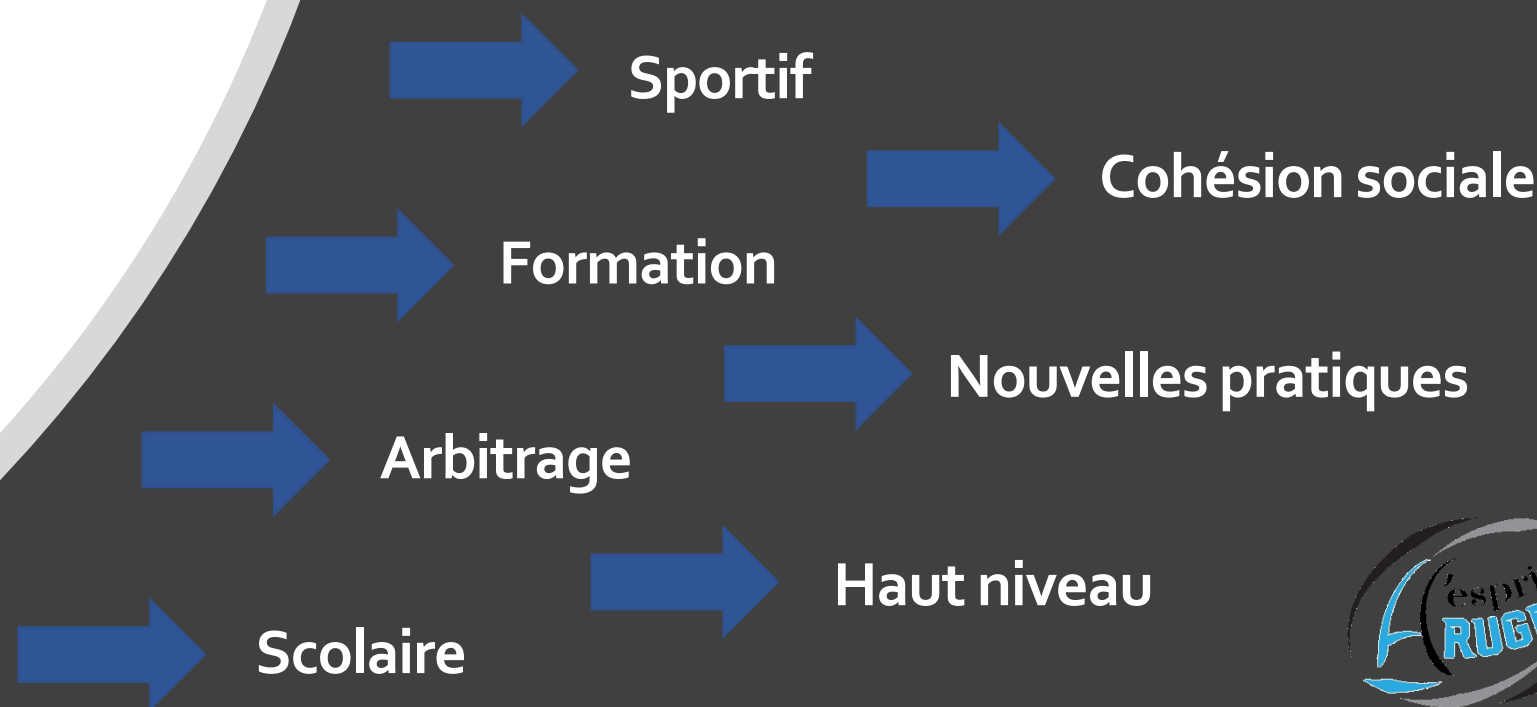 Sportif
Cohésion sociale
Formation
Nouvelles pratiques
Arbitrage
Haut niveau
Scolaire